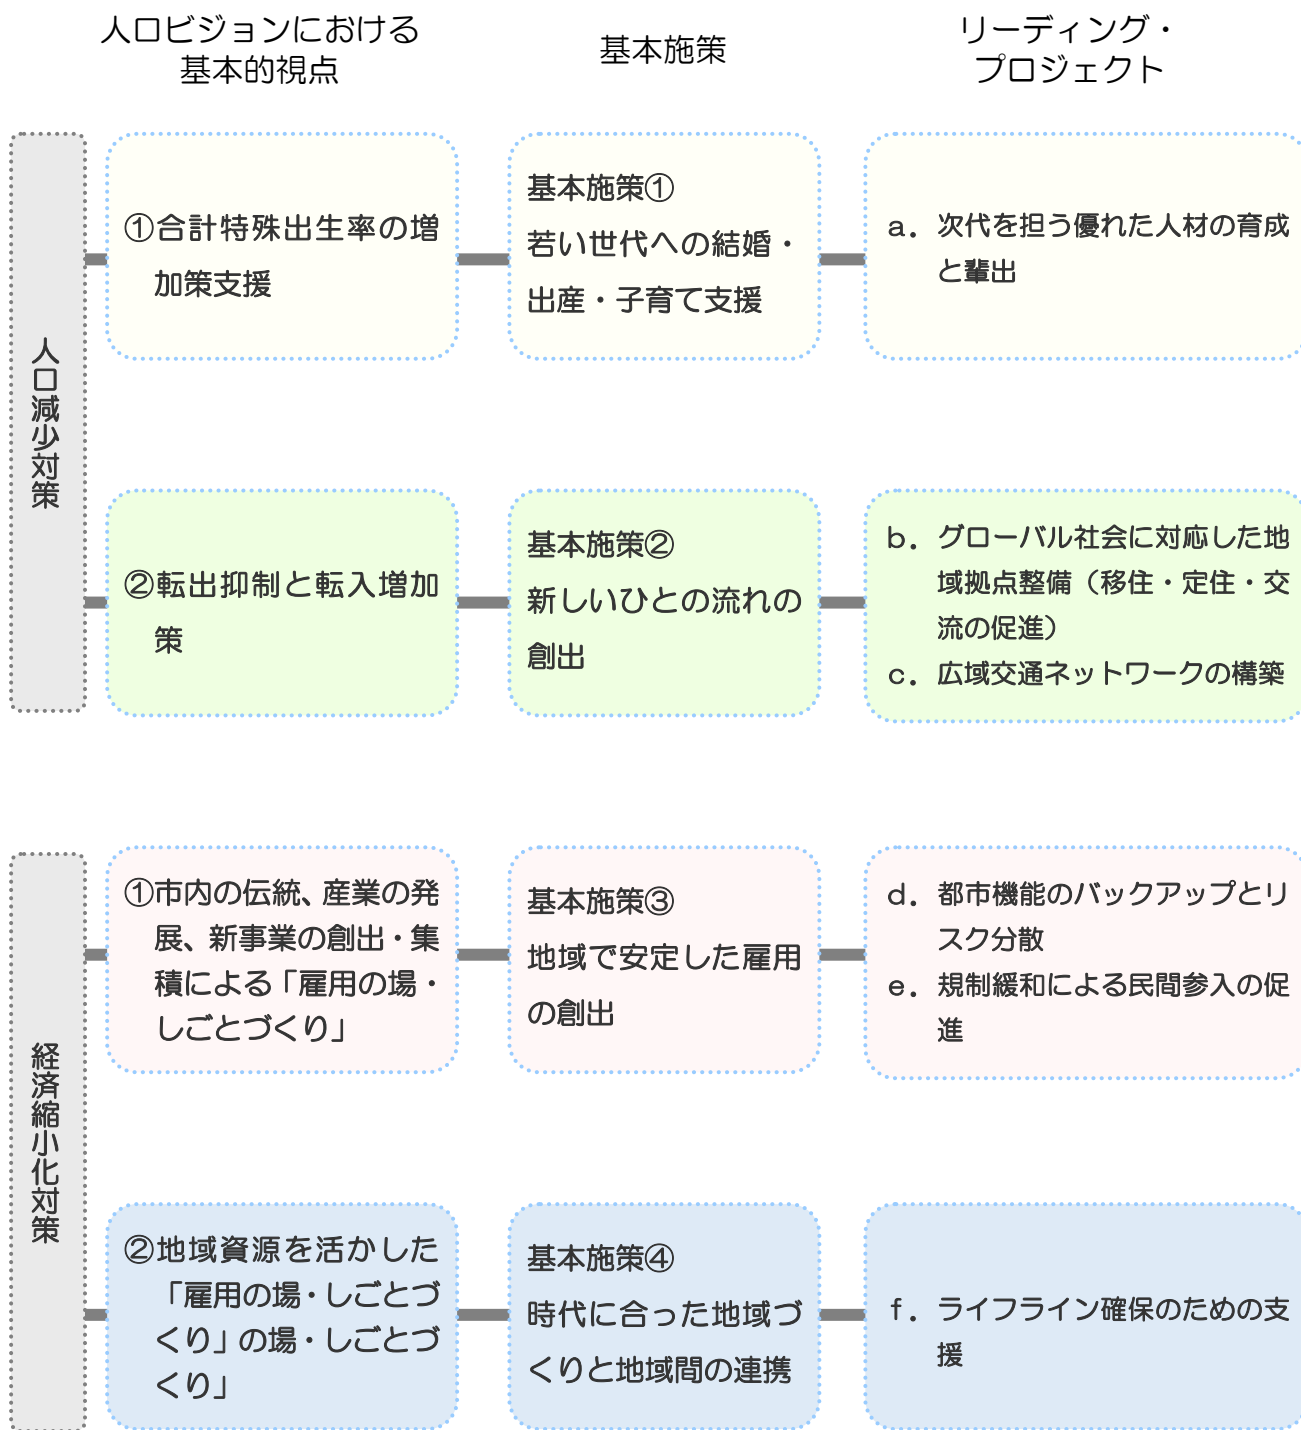 人口ビジョンにおける
基本的視点
基本施策
リーディング・
プロジェクト
人口減少対策
①合計特殊出生率の増
加策支援
基本施策①
若い世代への結婚・
出産・子育て支援
a．次代を担う優れた人材の育成
と輩出
②転出抑制と転入増加
策
基本施策②
新しいひとの流れの
創出
b．グローバル社会に対応した地
域拠点整備（移住・定住・交
流の促進）
c．広域交通ネットワークの構築
経済縮小化対策
①市内の伝統、産業の発
展、新事業の創出・集
積による「雇用の場・
しごとづくり」
基本施策③
地域で安定した雇用
の創出
d．都市機能のバックアップとリ
スク分散
e．規制緩和による民間参入の促
進
②地域資源を活かした
「雇用の場・しごとづ
くり」の場・しごとづ
くり」
基本施策④
時代に合った地域づ
くりと地域間の連携
f．ライフライン確保のための支
援